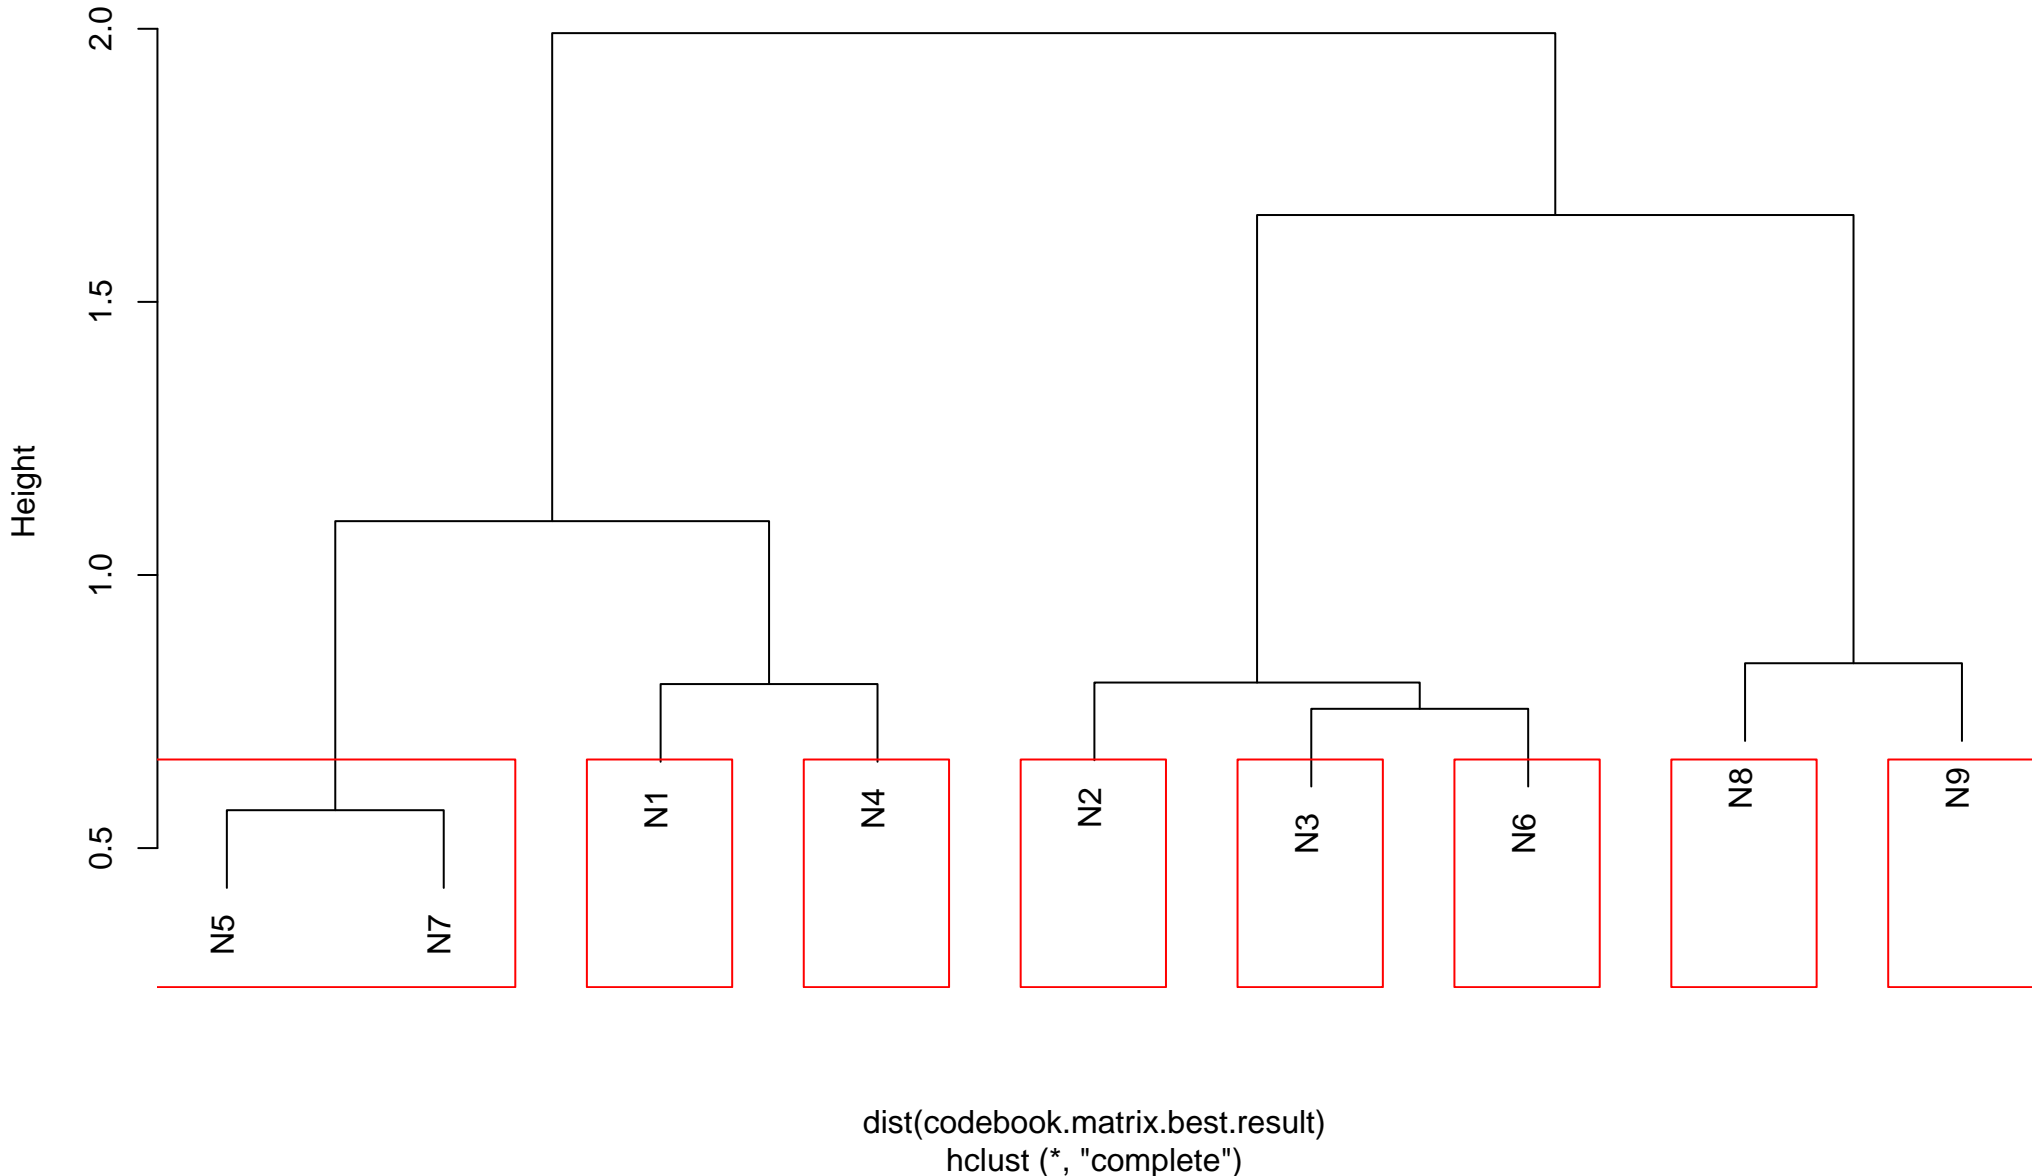 2.0
1.5
1.0
0.5
Height
N5
N7
N1
N4
N2
N3
N6
N8
N9
dist(codebook.matrix.best.result)
hclust (*, "complete")